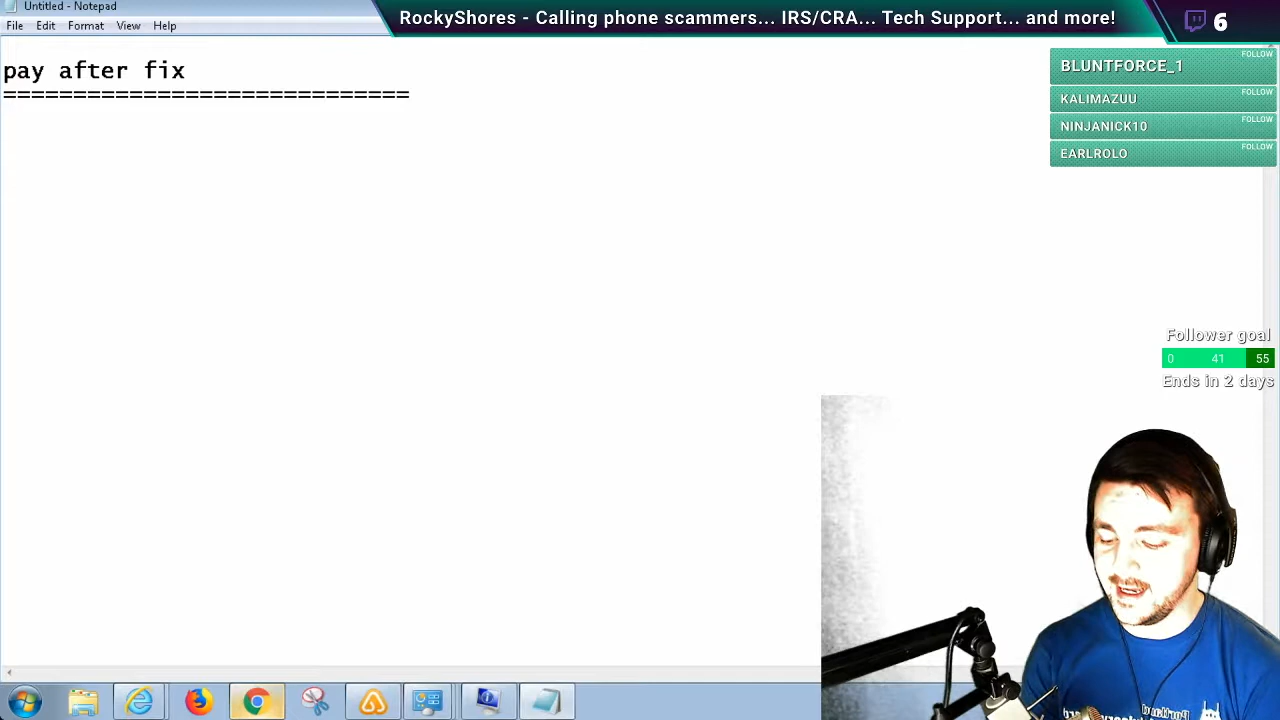 Untitled - Notepad
RockyShores - Calling phone scammers... IRS/CRA... Tech Support... and more!
6
File Edit Format View Help
pay after fix
=============================
BLUNTFORCE_1 FOLLOW
KALIMAZUU FOLLOW
NINJANICK10 FOLLOW
EARLROLO FOLLOW
Follower goal
0 41 55
Ends in 2 days